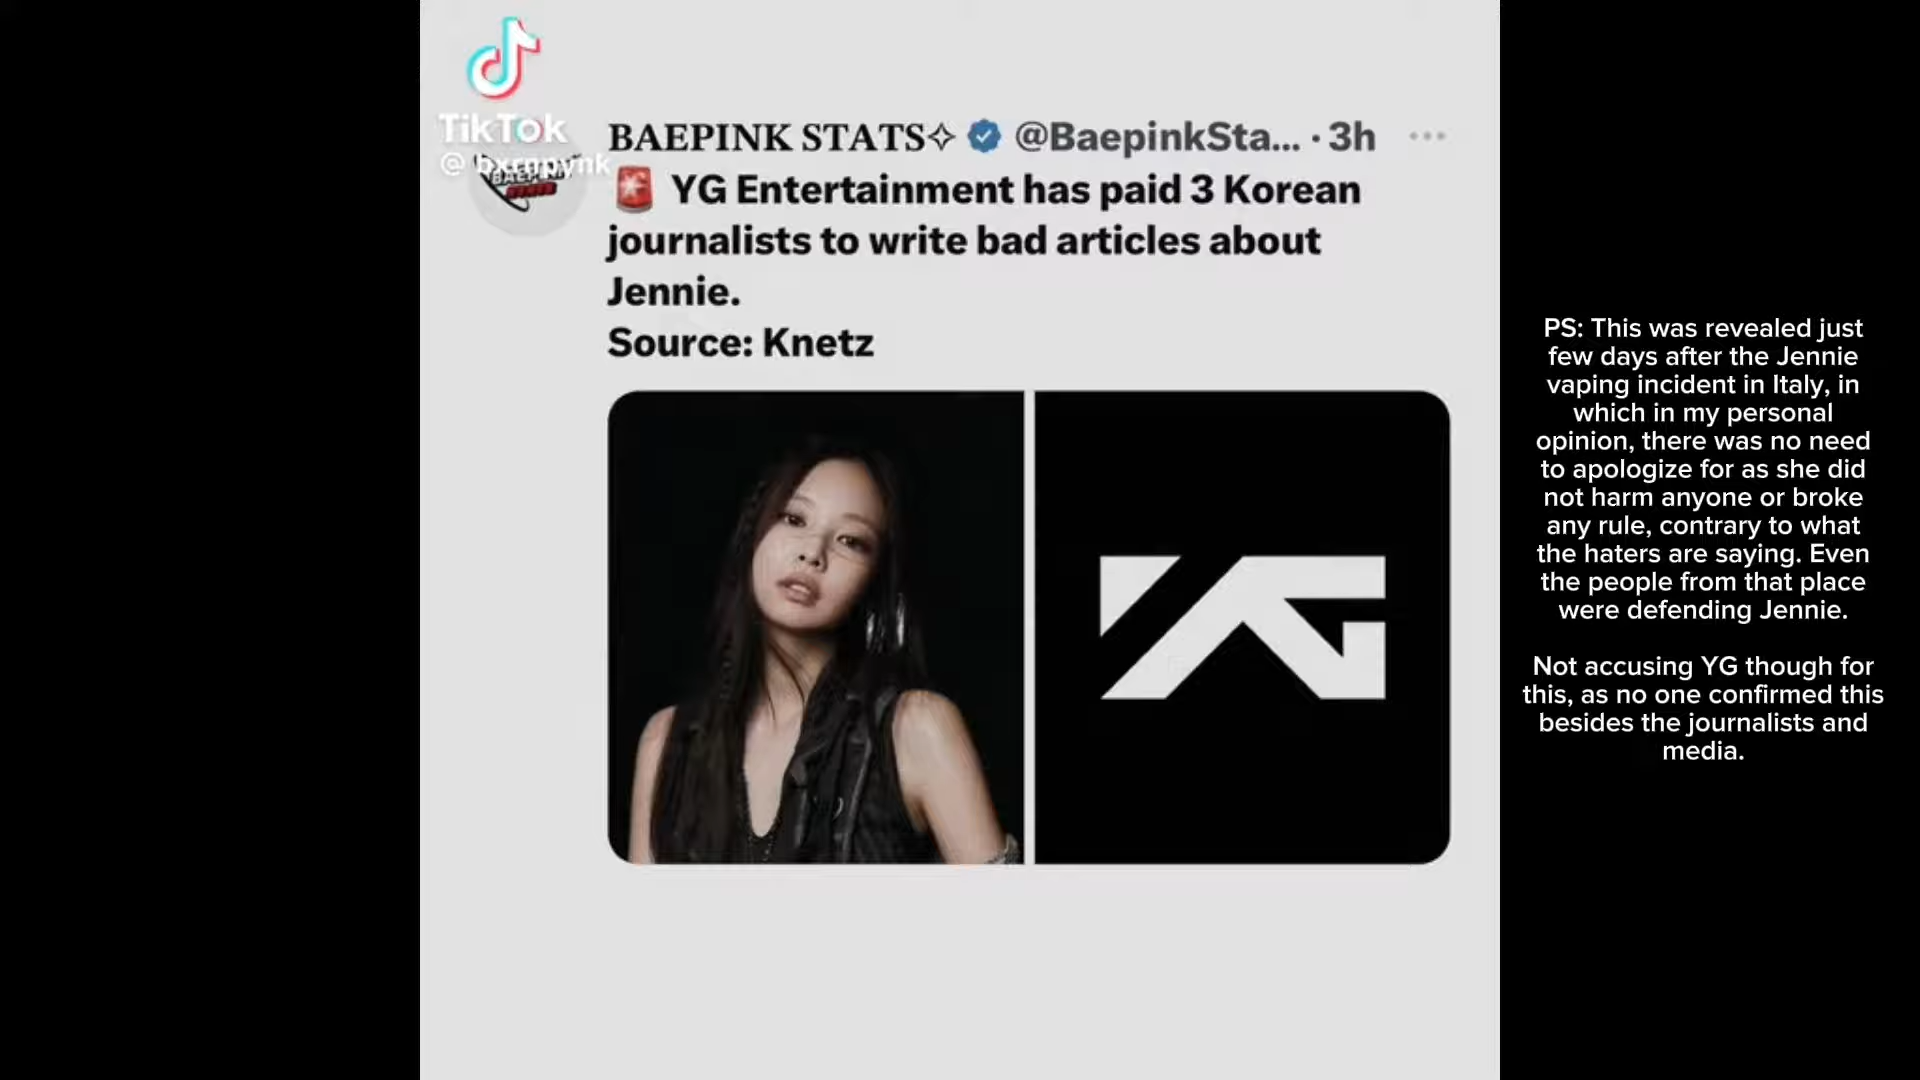 TikTok
BAEPINK STATS✧ @BaepinkSta... · 3h
🚨 YG Entertainment has paid 3 Korean
journalists to write bad articles about
Jennie.
Source: Knetz
YG
PS: This was revealed just
few days after the Jennie
vaping incident in Italy, in
which in my personal
opinion, there was no need
to apologize for as she did
not harm anyone or broke
any rule, contrary to what
the haters are saying. Even
the people from that place
were defending Jennie.
Not accusing YG though for
this, as no one confirmed this
besides the journalists and
media.